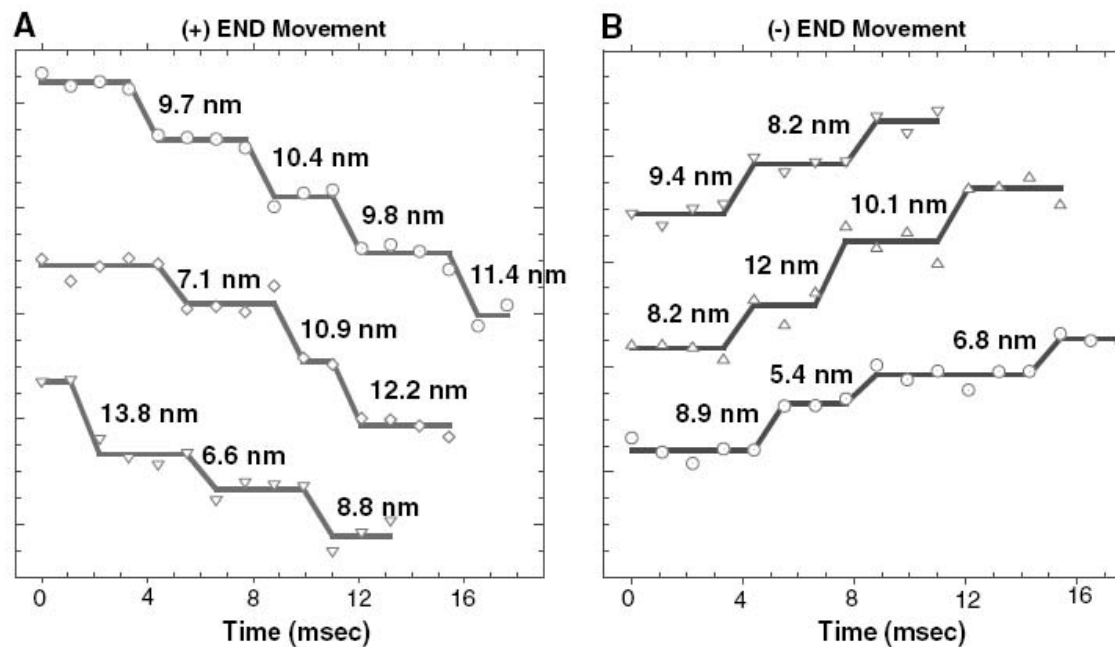 A
(+) END Movement
9.7 nm
10.4 nm
9.8 nm
11.4 nm
7.1 nm
10.9 nm
12.2 nm
13.8 nm
6.6 nm
8.8 nm
0 4 8 12 16
Time (msec)
B
(-) END Movement
8.2 nm
9.4 nm
10.1 nm
12 nm
8.2 nm
6.8 nm
5.4 nm
8.9 nm
0 4 8 12 16
Time (msec)